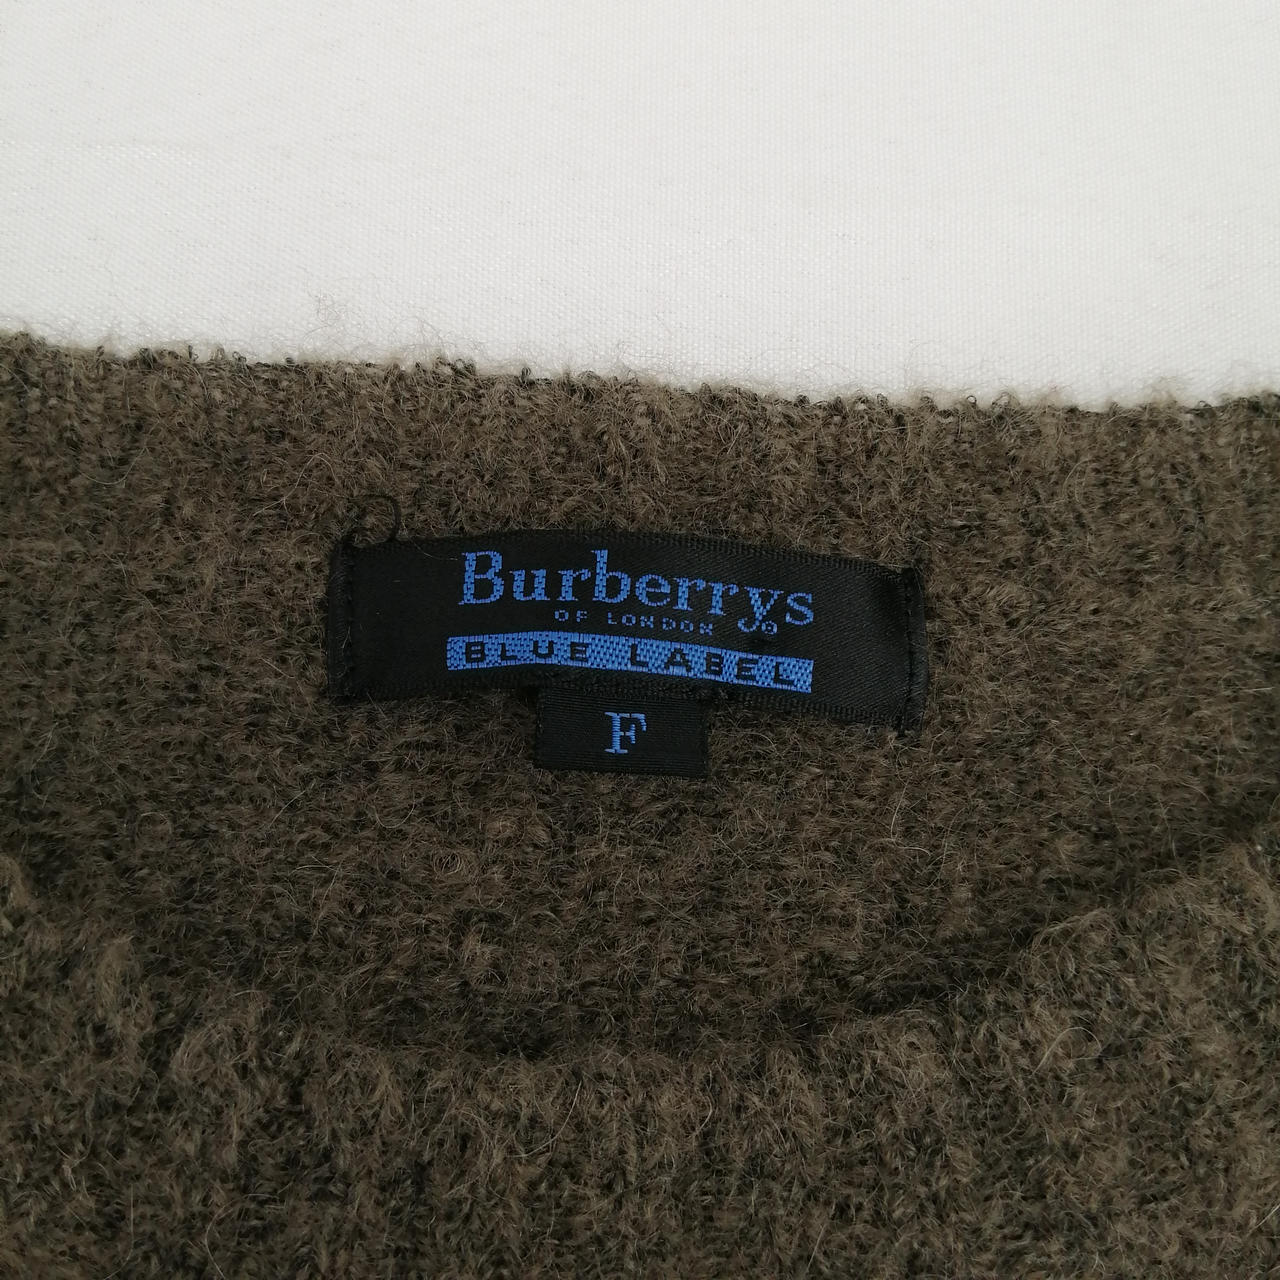 Burberrys
OF LONDON
BLUE LABEL
F